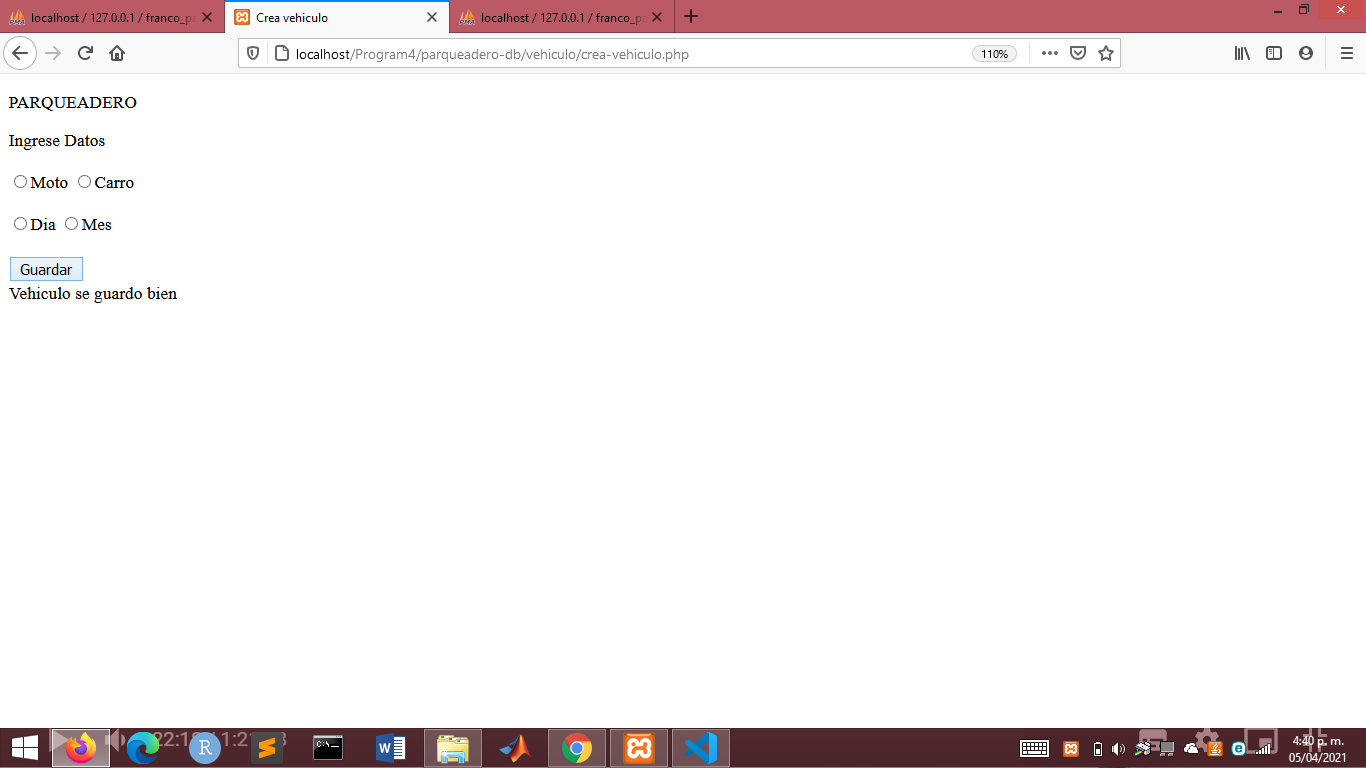 localhost / 127.0.0.1 / franco_p
Crea vehiculo
localhost / 127.0.0.1 / franco_p
localhost/Program4/parqueadero-db/vehiculo/crea-vehiculo.php
110%
PARQUEADERO
Ingrese Datos
Moto Carro
Dia Mes
Guardar
Vehiculo se guardo bien
4:40 p. m.
05/04/2021